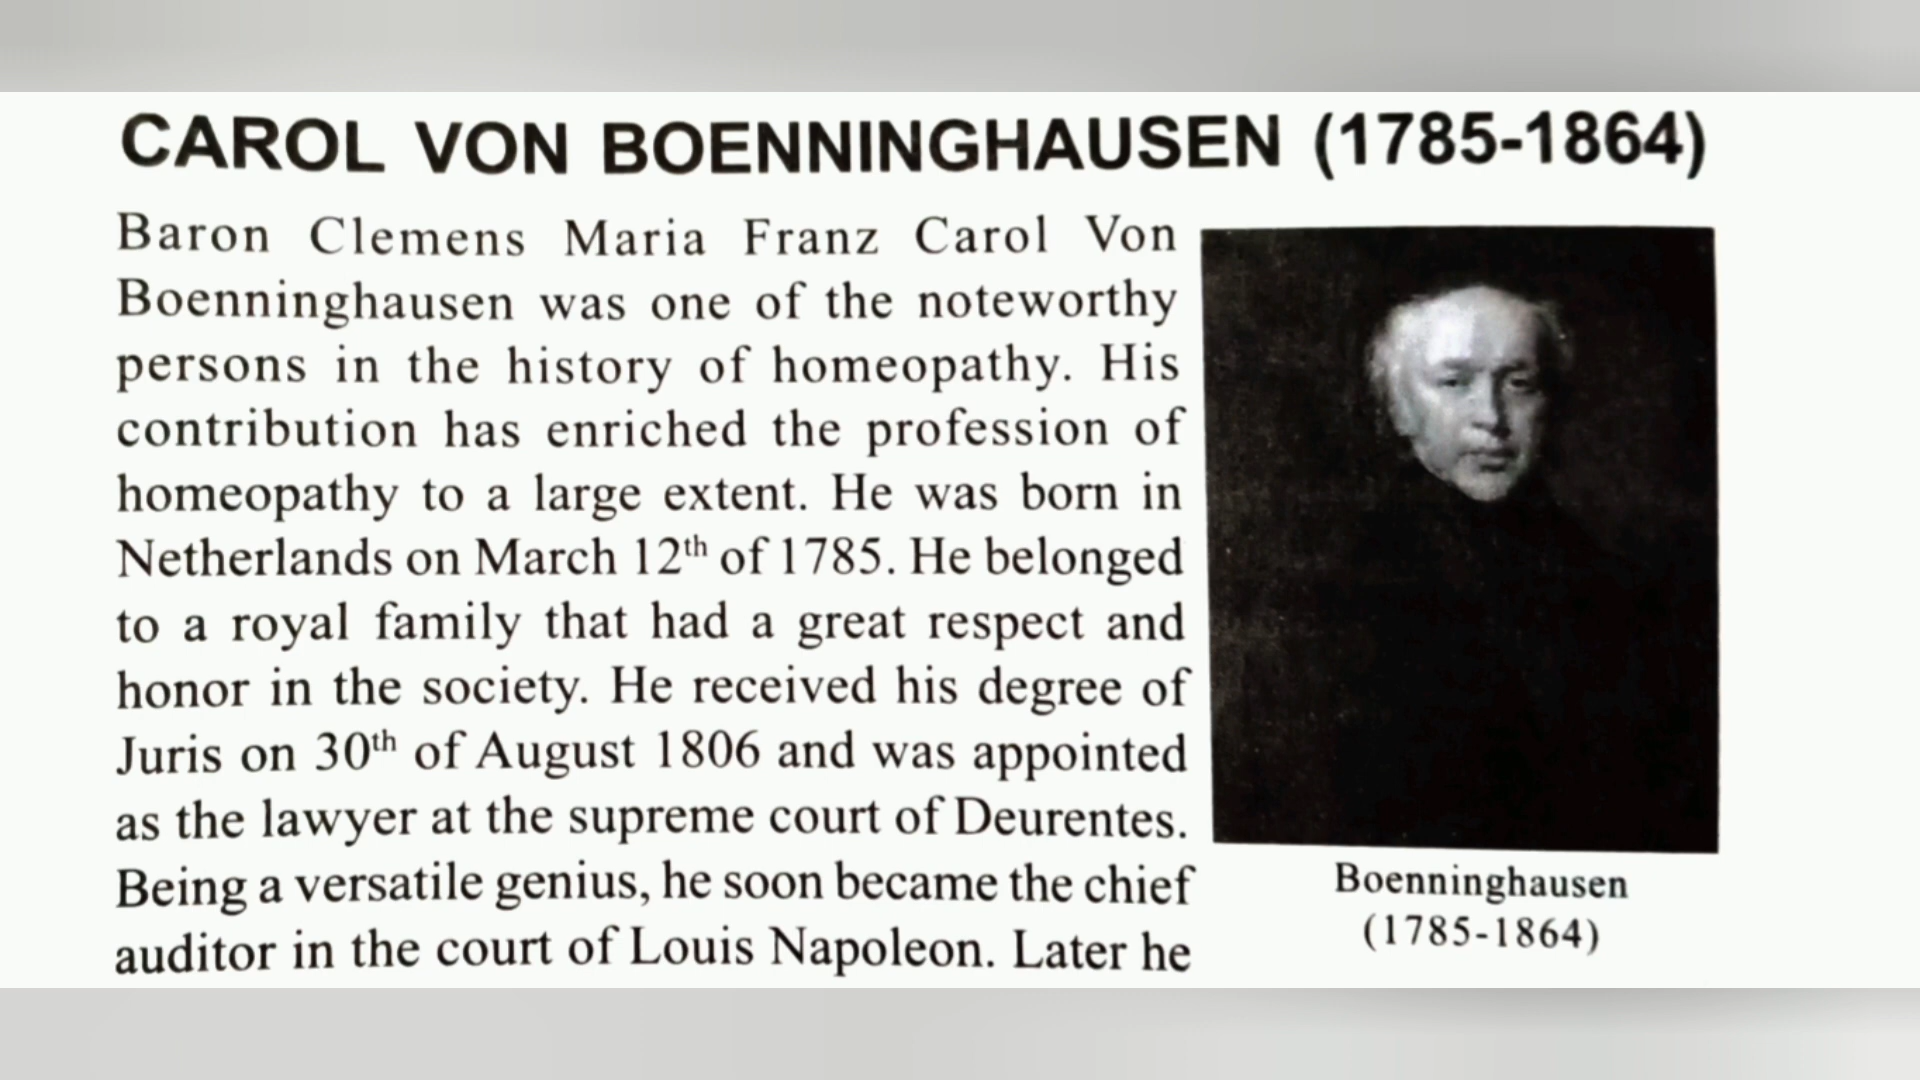 CAROL VON BOENNINGHAUSEN (1785-1864)
Baron Clemens Maria Franz Carol Von
Boenninghausen was one of the noteworthy
persons in the history of homeopathy. His
contribution has enriched the profession of
homeopathy to a large extent. He was born in
Netherlands on March 12th of 1785. He belonged
to a royal family that had a great respect and
honor in the society. He received his degree of
Juris on 30th of August 1806 and was appointed
as the lawyer at the supreme court of Deurentes.
Being a versatile genius, he soon became the chief
auditor in the court of Louis Napoleon. Later he
Boenninghausen
(1785-1864)